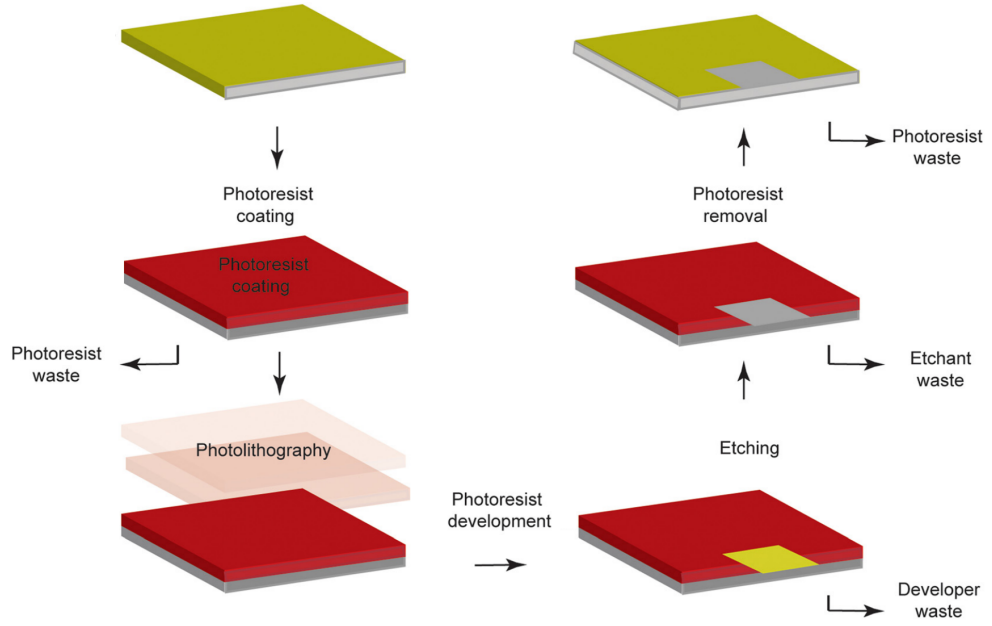 Photoresist
coating
Photoresist
coating
Photoresist
waste
Photolithography
Photoresist
development
Developer
waste
Etching
Etchant
waste
Photoresist
removal
Photoresist
waste